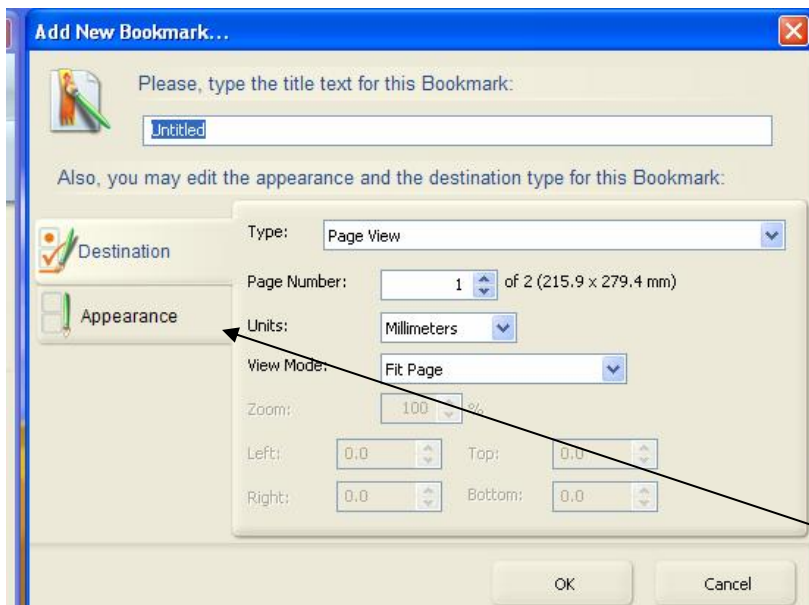 Add New Bookmark...
Please, type the title text for this Bookmark:
Untitled
Also, you may edit the appearance and the destination type for this Bookmark:
Destination
Appearance
Type: Page View
Page Number: 1 of 2 (215.9 x 279.4 mm)
Units: Millimeters
View Mode: Fit Page
Zoom: 100 %
Left: 0.0 Top: 0.0
Right: 0.0 Bottom: 0.0
OK Cancel